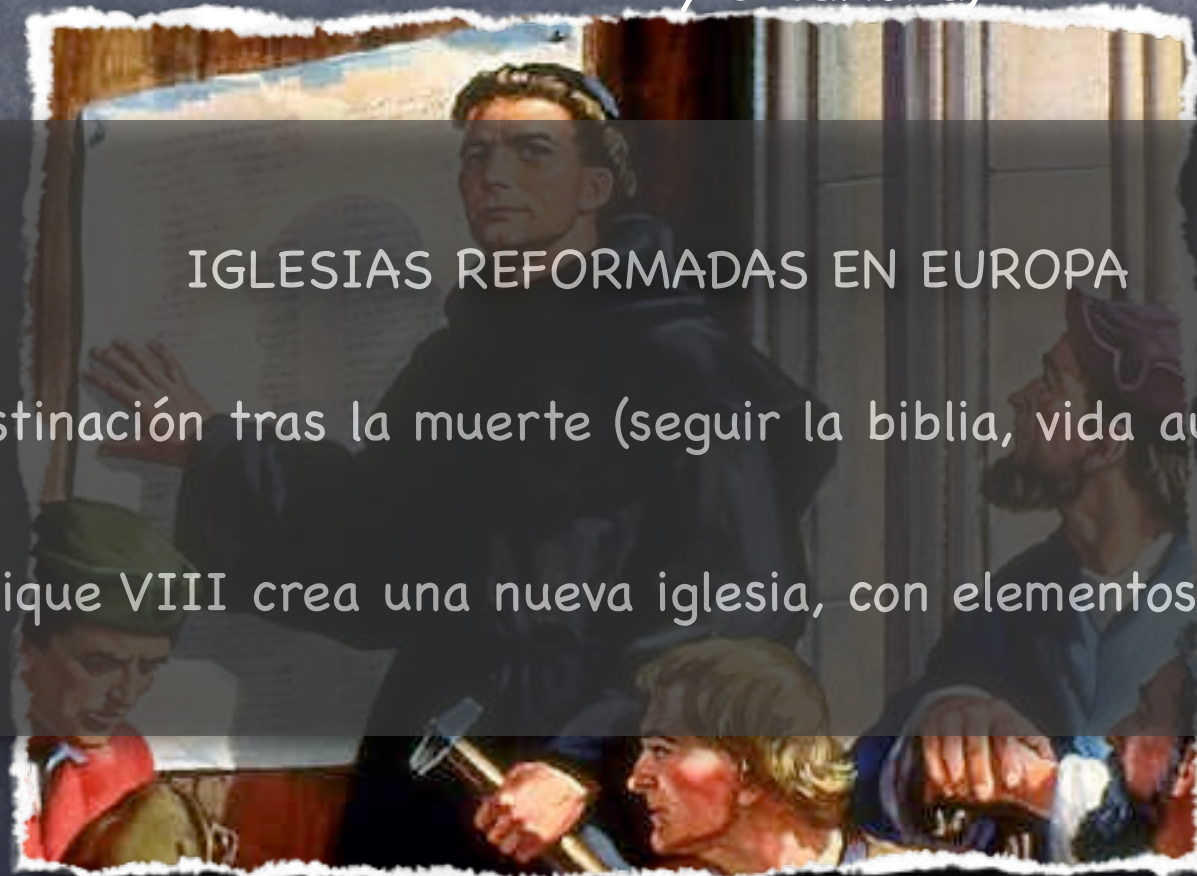 IGLESIAS REFORMADAS EN EUROPA
stinación tras la muerte (seguir la biblia, vida au
ique VIII crea una nueva iglesia, con elementos